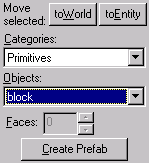 Move
selected:
toWorld
toEntity
Categories:
Primitives
Objects:
block
Faces:
0
Create Prefab